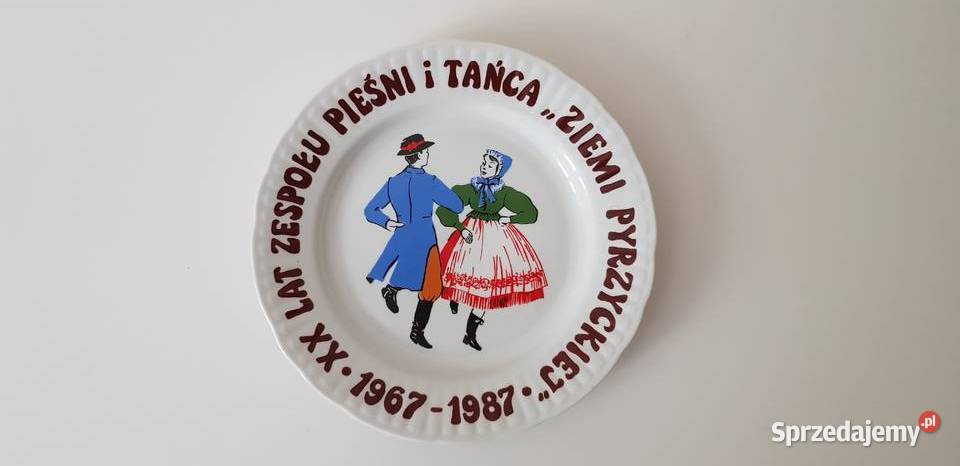 XX LAT ZESPOŁU PIEŚNI i TAŃCA „ZIEMI PYRZYCKIEJ” • 1967-1987 •
Sprzedajemy.pl